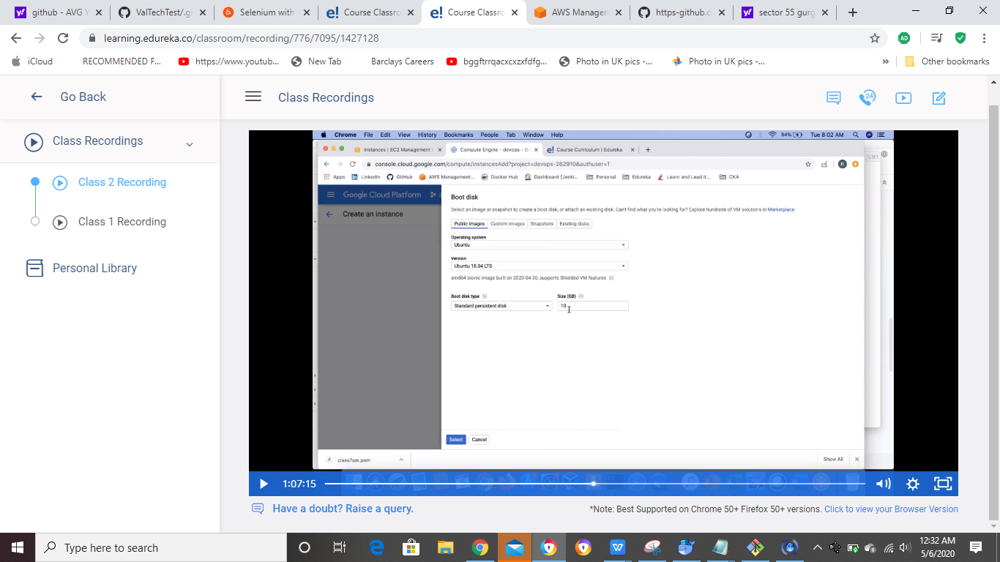 github - AVG Y
ValTechTest/.gi
Selenium with
Course Classro
Course Classro
AWS Managem
https-github.co
sector 55 gurg
learning.edureka.co/classroom/recording/776/7095/1427128
iCloud
RECOMMENDED F...
https://www.youtub...
New Tab
Barclays Careers
bggftrrqacxcxzxfdfg...
Photo in UK pics -...
Photo in UK pics -...
»
Other bookmarks
Go Back
Class Recordings
Class Recordings
Class 2 Recording
Class 1 Recording
Personal Library
Chrome File Edit View History Bookmarks People Tab Window Help
84% Tue 8:02 AM
Instances | EC2 Management
Compute Engine - devops - G
Course Curriculum | Edureka
console.cloud.google.com/compute/instancesAdd?project=devops-262910&authuser=1
Apps LinkedIn GitHub AWS Management... Docker Hub Dashboard [Jenki... Personal Edureka Learn and Lead It... CKA
Google Cloud Platform
Create an instance
Boot disk
Select an image or snapshot to create a boot disk; or attach an existing disk. Can't find what you're looking for? Explore hundreds of VM solutions in Marketplace.
Public images Custom images Snapshots Existing disks
Operating system
Ubuntu
Version
Ubuntu 18.04 LTS
amd64 bionic image built on 2020-04-30, supports Shielded VM features
Boot disk type
Size (GB)
Standard persistent disk
10
Select Cancel
class7am.pem
Show All
1:07:15
Have a doubt? Raise a query.
*Note: Best Supported on Chrome 50+ Firefox 50+ versions. Click to view your Browser Version
Type here to search
12:32 AM
5/6/2020